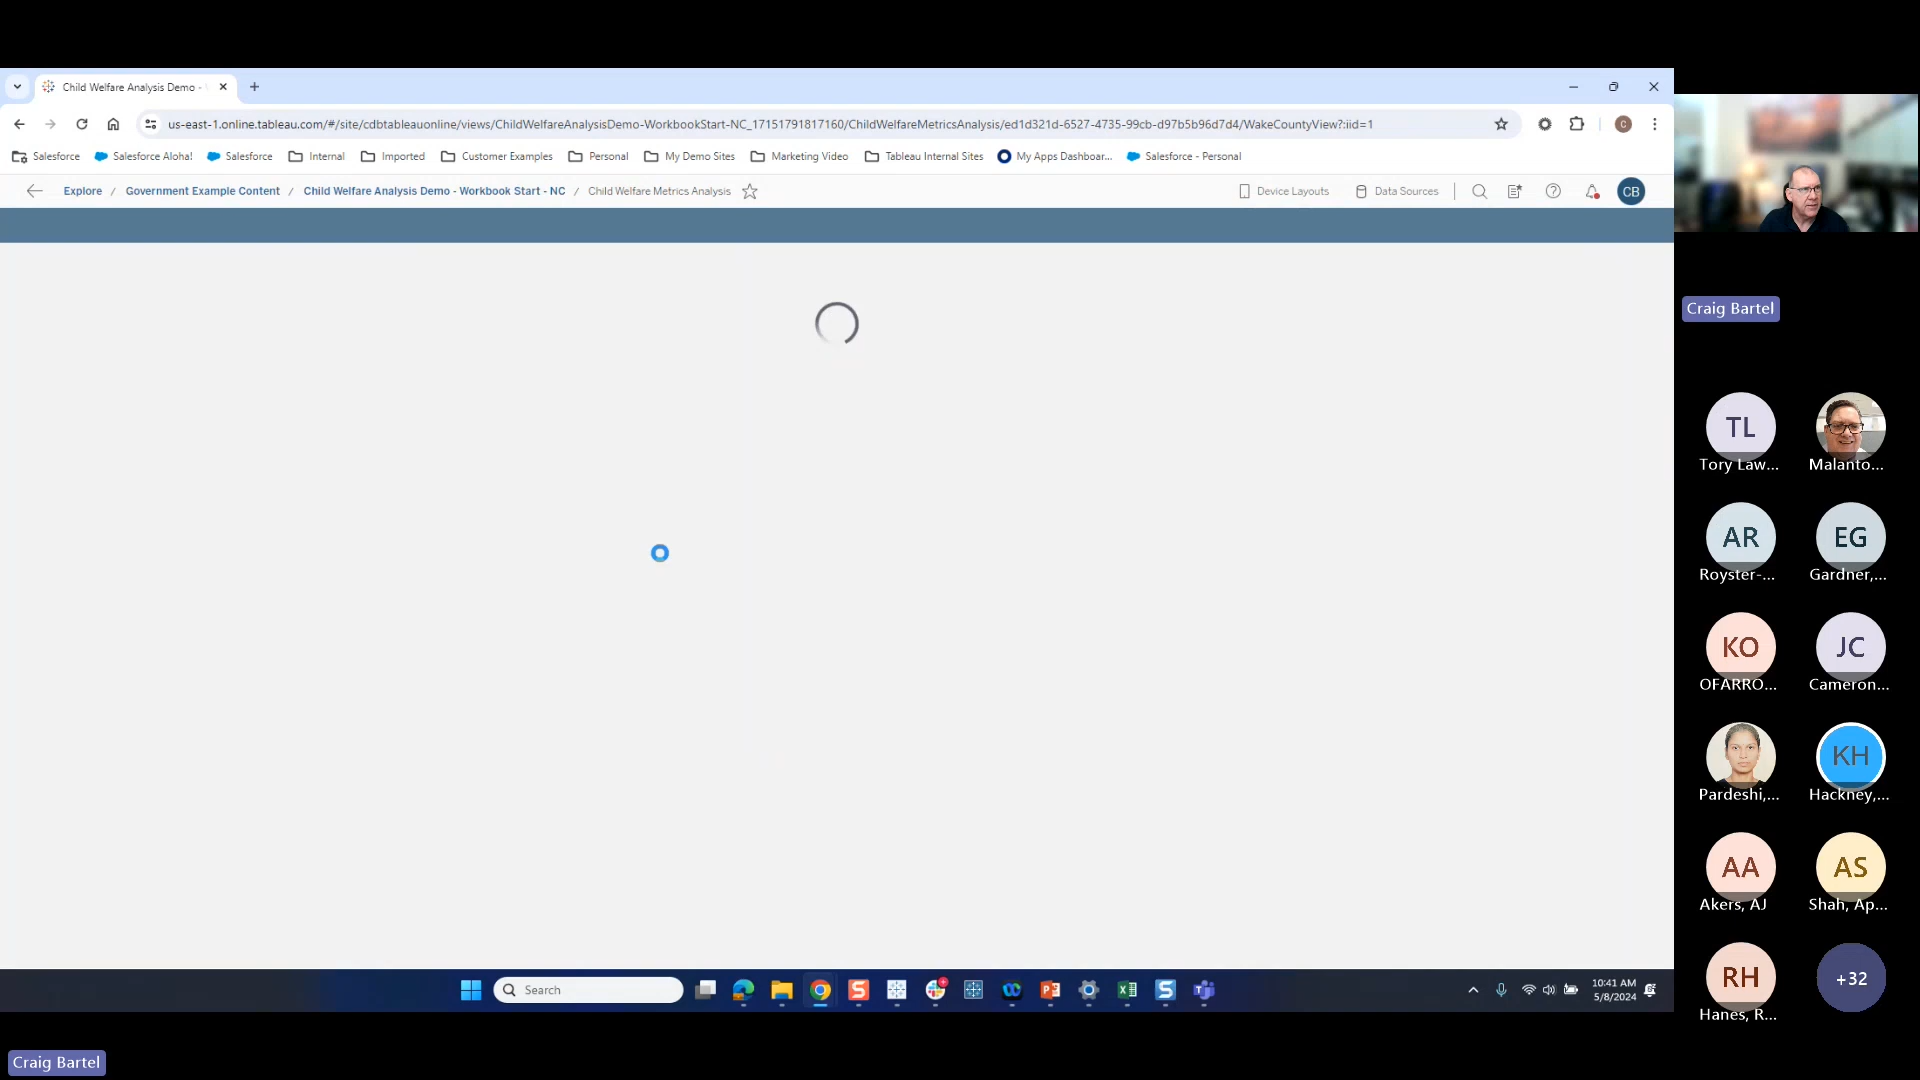 Child Welfare Analysis Demo -
us-east-1.online.tableau.com/#/site/cdbtableauonline/views/ChildWelfareAnalysisDemo-WorkbookStart-NC_17151791817160/ChildWelfareMetricsAnalysis/ed1d321d-6527-4735-99cb-d97b5b96d7d4/WakeCountyView?:iid=1
C
Salesforce Salesforce Aloha! Salesforce Internal Imported Customer Examples Personal My Demo Sites Marketing Video Tableau Internal Sites My Apps Dashboar... Salesforce - Personal
Explore / Government Example Content / Child Welfare Analysis Demo - Workbook Start - NC / Child Welfare Metrics Analysis Device Layouts Data Sources CB
Craig Bartel
TL
Tory Law... Malanto...
AR EG
Royster-... Gardner,...
KO JC
OFARRO... Cameron...
KH
Pardeshi,... Hackney,...
AA AS
Akers, AJ Shah, Ap...
RH +32
Hanes, R...
Search
10:41 AM
5/8/2024
Craig Bartel